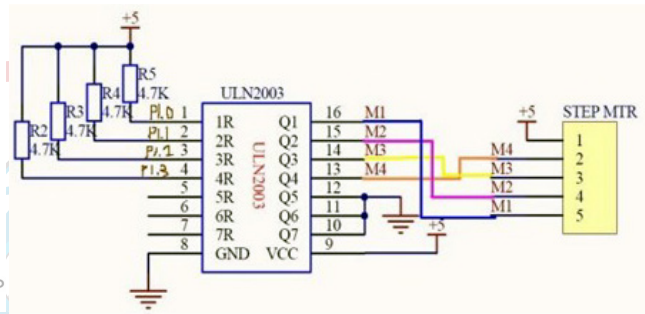 +5
R5
4.7K
R4
4.7K
R3
4.7K
R2
4.7K
P1.0
P1.1
P1.2
P1.3
ULN2003
1 1R Q1 16 M1
2 2R Q2 15 M2
3 3R Q3 14 M3
4 4R Q4 13 M4
5 5R Q5 12
6 6R Q6 11
7 7R Q7 10
8 GND VCC 9
ULN2003
+5
+5
STEP MTR
1
M4 2
M3 3
M2 4
M1 5